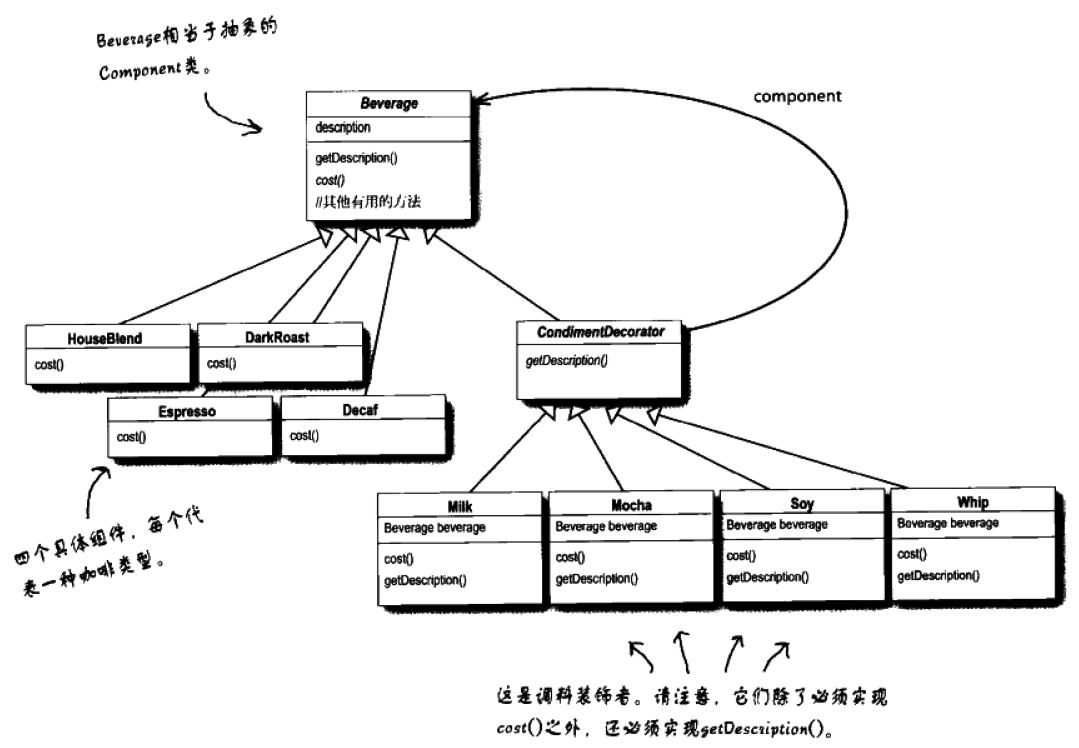 Beverage相当于抽象的
Component类。
component
Beverage
description
getDescription()
cost()
//其他有用的方法
HouseBlend
cost()
DarkRoast
cost()
CondimentDecorator
getDescription()
Espresso
cost()
Decaf
cost()
四个具体组件，每个代
表一种咖啡类型。
Milk
Beverage beverage
cost()
getDescription()
Mocha
Beverage beverage
cost()
getDescription()
Soy
Beverage beverage
cost()
getDescription()
Whip
Beverage beverage
cost()
getDescription()
这是调料装饰者。请注意，它们除了必须实现
cost()之外，还必须实现getDescription()。